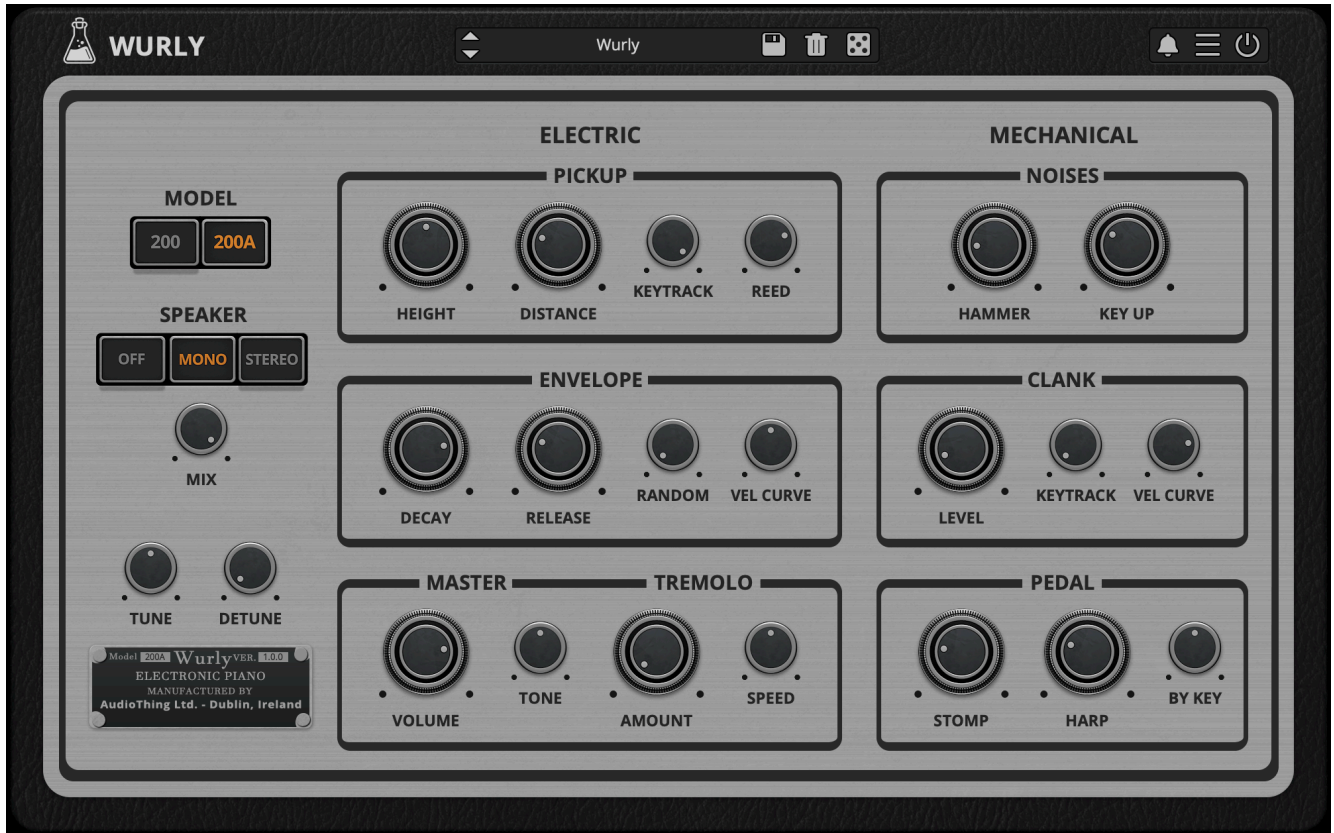 WURLY
Wurly
ELECTRIC
MECHANICAL
MODEL
200 200A
SPEAKER
OFF MONO STEREO
MIX
TUNE DETUNE
Model 200A Wurly VER. 1.0.0
ELECTRONIC PIANO
MANUFACTURED BY
AudioThing Ltd. - Dublin, Ireland
PICKUP
HEIGHT DISTANCE KEYTRACK REED
ENVELOPE
DECAY RELEASE RANDOM VEL CURVE
MASTER TREMOLO
VOLUME TONE AMOUNT SPEED
NOISES
HAMMER KEY UP
CLANK
LEVEL KEYTRACK VEL CURVE
PEDAL
STOMP HARP BY KEY